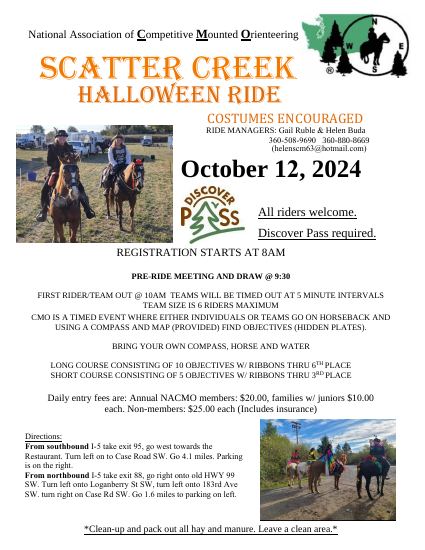 National Association of Competitive Mounted Orienteering
N
W E
S
SCATTER CREEK
HALLOWEEN RIDE
COSTUMES ENCOURAGED
RIDE MANAGERS: Gail Ruble & Helen Buda
360-508-9690 360-880-8669
(helenscm63@hotmail.com)
October 12, 2024
DISCOVER
PASS
All riders welcome.
Discover Pass required.
REGISTRATION STARTS AT 8AM
PRE-RIDE MEETING AND DRAW @ 9:30
FIRST RIDER/TEAM OUT @ 10AM TEAMS WILL BE TIMED OUT AT 5 MINUTE INTERVALS
TEAM SIZE IS 6 RIDERS MAXIMUM
CMO IS A TIMED EVENT WHERE EITHER INDIVIDUALS OR TEAMS GO ON HORSEBACK AND
USING A COMPASS AND MAP (PROVIDED) FIND OBJECTIVES (HIDDEN PLATES).
BRING YOUR OWN COMPASS, HORSE AND WATER
LONG COURSE CONSISTING OF 10 OBJECTIVES W/ RIBBONS THRU 6TH PLACE
SHORT COURSE CONSISTING OF 5 OBJECTIVES W/ RIBBONS THRU 3RD PLACE
Daily entry fees are: Annual NACMO members: $20.00, families w/ juniors $10.00
each. Non-members: $25.00 each (Includes insurance)
Directions:
From southbound I-5 take exit 95, go west towards the
Restaurant. Turn left on to Case Road SW. Go 4.1 miles. Parking
is on the right.
From northbound I-5 take exit 88, go right onto old HWY 99
SW. Turn left onto Loganberry St SW, turn left onto 183rd Ave
SW. turn right on Case Rd SW. Go 1.6 miles to parking on left.
*Clean-up and pack out all hay and manure. Leave a clean area.*